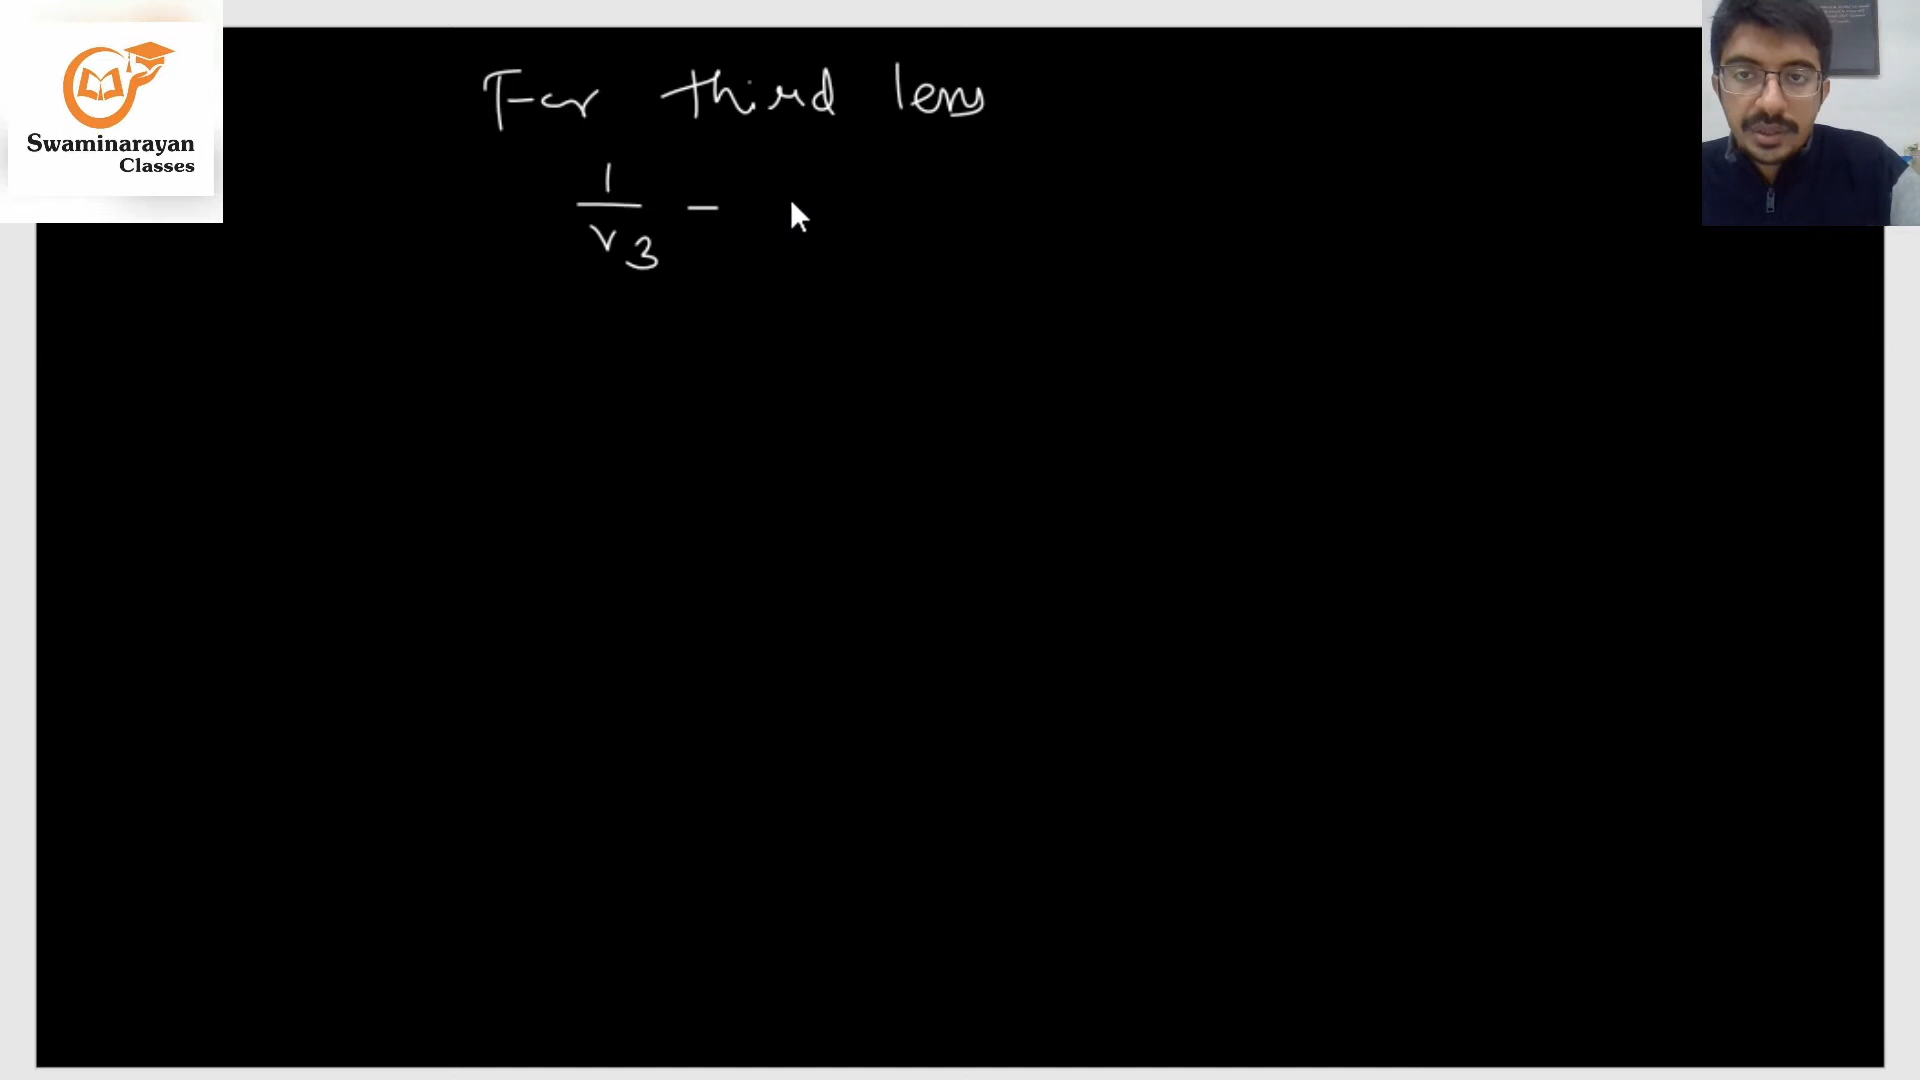 Swaminarayan
Classes
For third lens
1/v₃ -